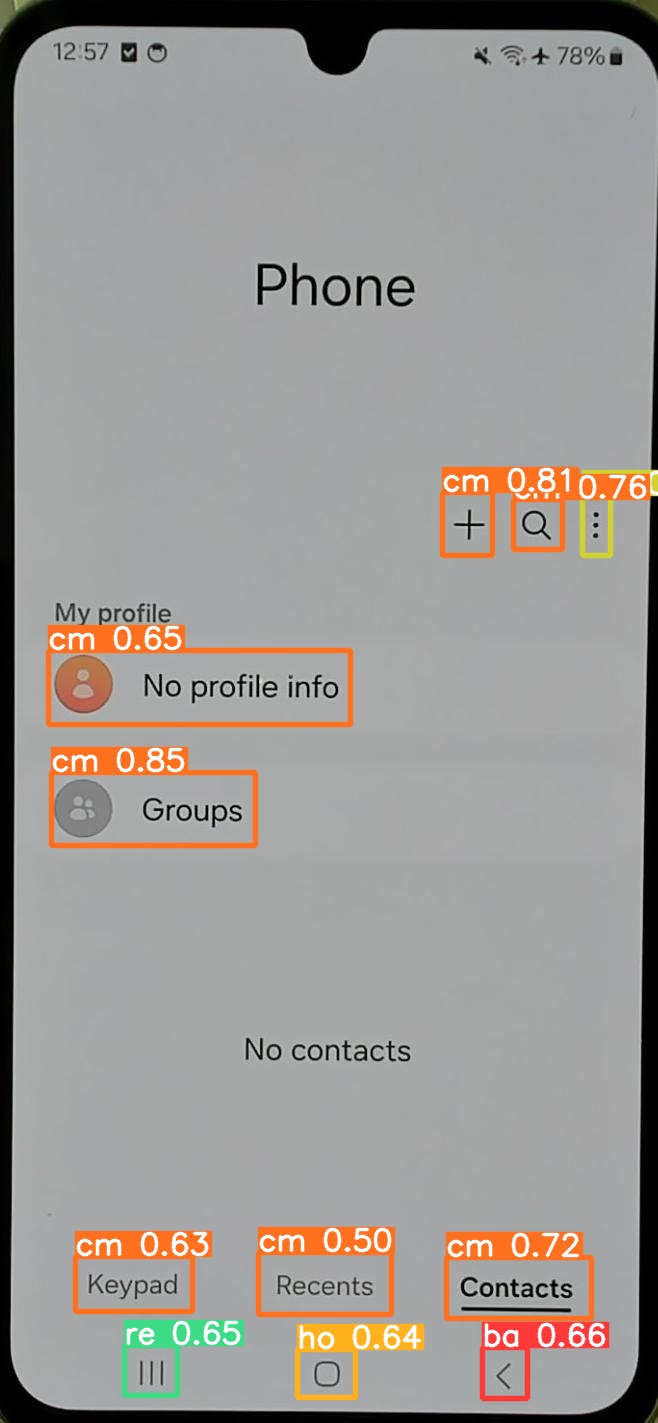 12:57 78%
Phone
cm 0.81 0.76
My profile
cm 0.65
No profile info
cm 0.85
Groups
No contacts
cm 0.63 cm 0.50 cm 0.72
Keypad Recents Contacts
re 0.65 ho 0.64 ba 0.66